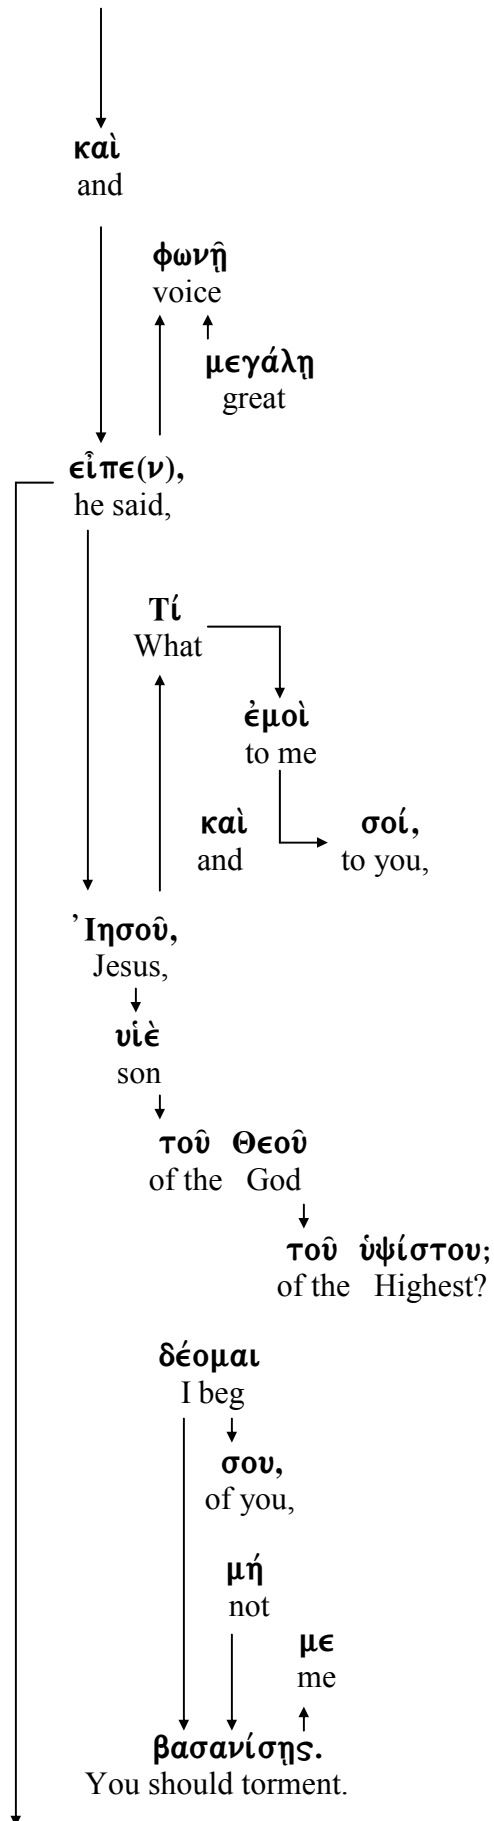 καὶ
and
φωνῇ
voice
μεγάλῃ
great
εἶπε(ν),
he said,
Τί
What
ἐμοὶ
to me
καὶ σοί,
and to you,
Ἰησοῦ,
Jesus,
υἱὲ
son
τοῦ Θεοῦ
of the God
τοῦ ὑψίστου;
of the Highest?
δέομαι
I beg
σου,
of you,
μή
not
με
me
βασανίσῃς.
You should torment.